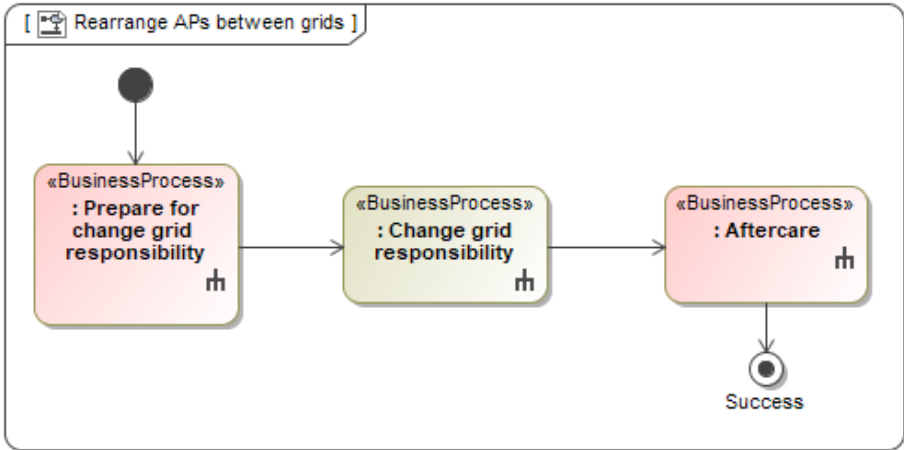 [ Rearrange APs between grids ]
«BusinessProcess»
: Prepare for
change grid
responsibility
«BusinessProcess»
: Change grid
responsibility
«BusinessProcess»
: Aftercare
Success